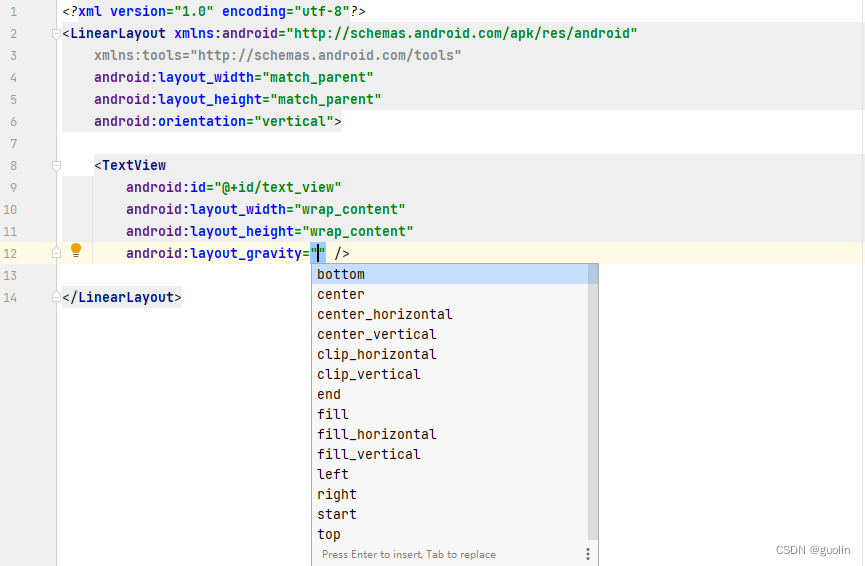 1 <?xml version="1.0" encoding="utf-8"?>
2 <LinearLayout xmlns:android="http://schemas.android.com/apk/res/android"
3     xmlns:tools="http://schemas.android.com/tools"
4     android:layout_width="match_parent"
5     android:layout_height="match_parent"
6     android:orientation="vertical">
7
8     <TextView
9         android:id="@+id/text_view"
10         android:layout_width="wrap_content"
11         android:layout_height="wrap_content"
12         android:layout_gravity="" />
bottom
13
center
14 </LinearLayout>
center_horizontal
center_vertical
clip_horizontal
clip_vertical
end
fill
fill_horizontal
fill_vertical
left
right
start
top
Press Enter to insert, Tab to replace
CSDN @guolin